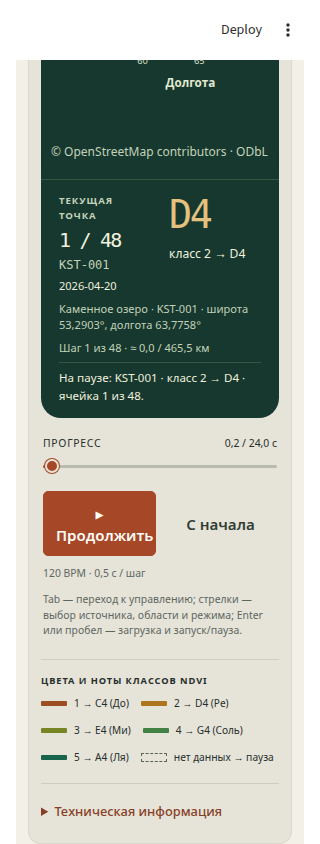 Deploy
60 65
Долгота
© OpenStreetMap contributors · ODbL
ТЕКУЩАЯ
ТОЧКА
1 / 48
KST-001
2026-04-20
D4
класс 2 → D4
Каменное озеро · KST-001 · широта
53,2903°, долгота 63,7758°
Шаг 1 из 48 · ≈ 0,0 / 465,5 км
На паузе: KST-001 · класс 2 → D4 ·
ячейка 1 из 48.
ПРОГРЕСС 0,2 / 24,0 с
▶
Продолжить
С начала
120 BPM · 0,5 с / шаг
Tab — переход к управлению; стрелки —
выбор источника, области и режима; Enter
или пробел — загрузка и запуск/пауза.
ЦВЕТА И НОТЫ КЛАССОВ NDVI
1 → C4 (До) 2 → D4 (Ре)
3 → E4 (Ми) 4 → G4 (Соль)
5 → A4 (Ля) нет данных → пауза
▶ Техническая информация